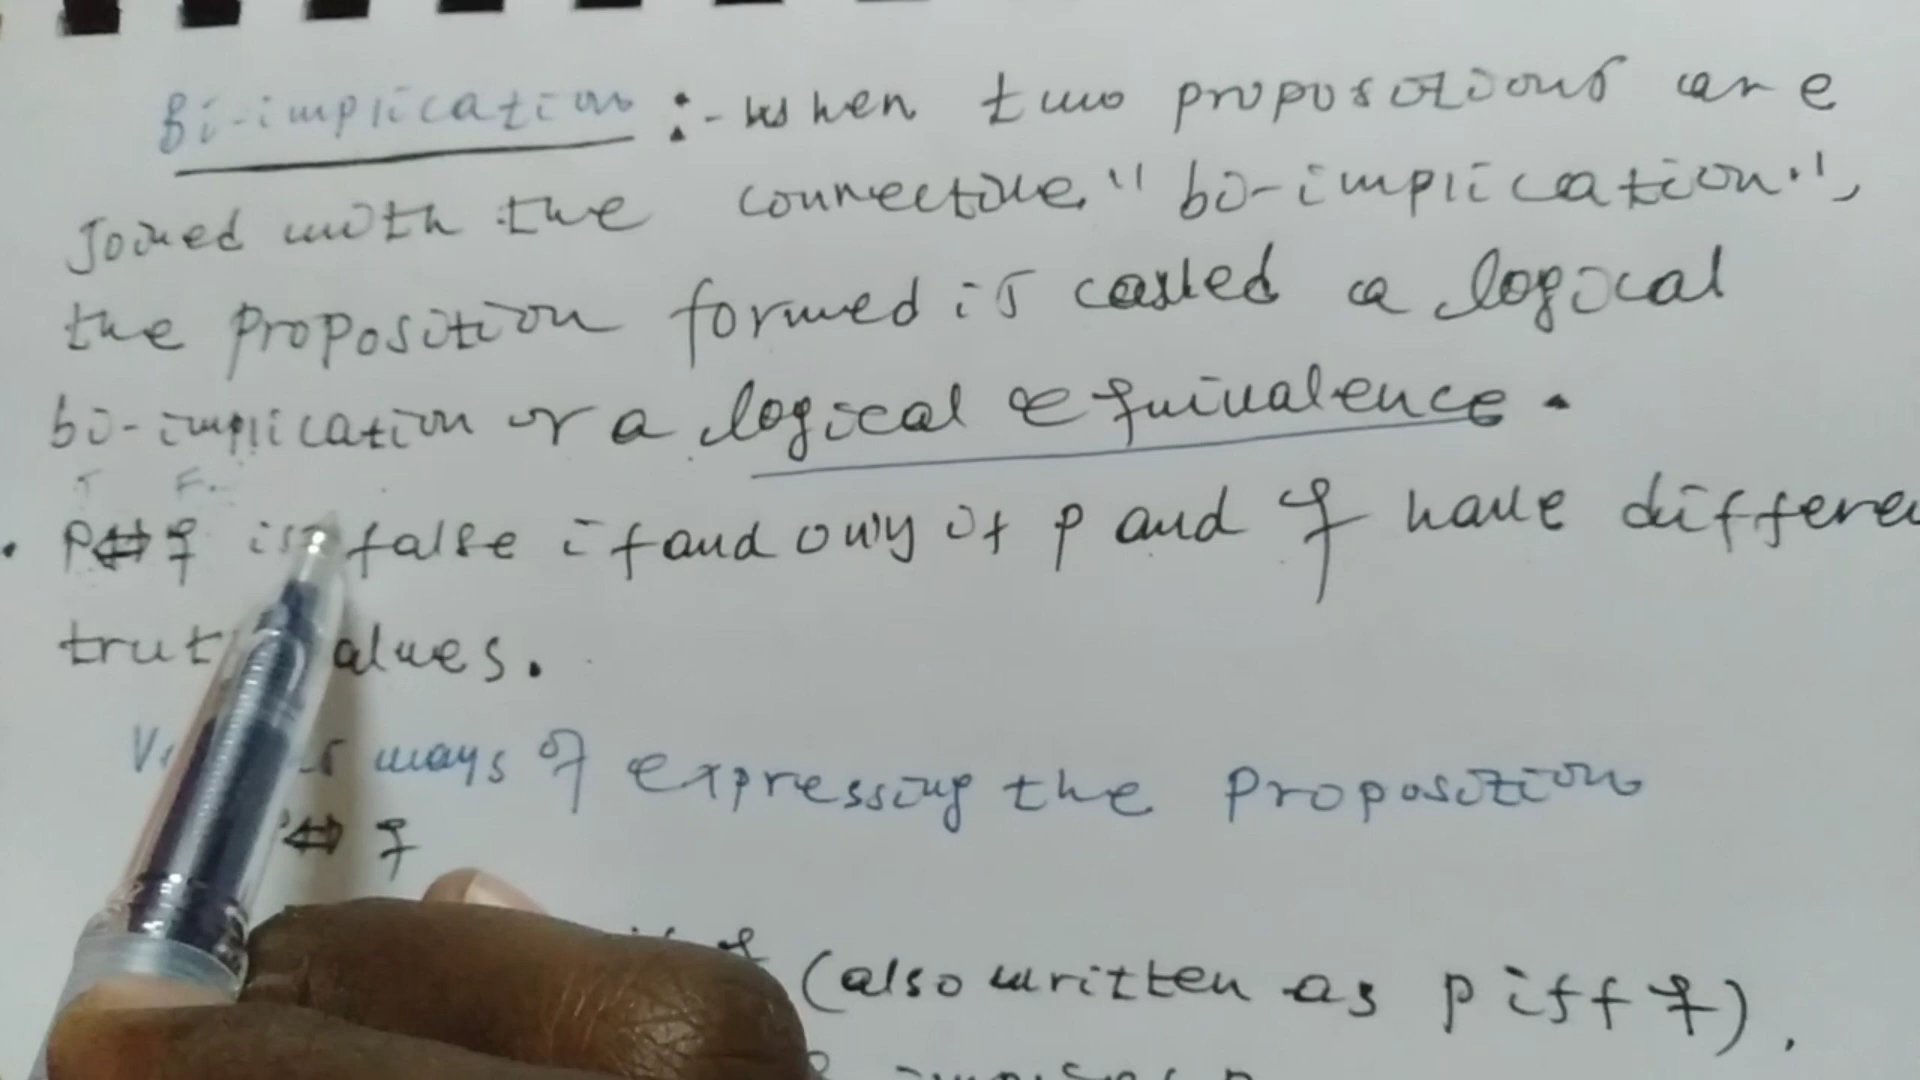 Bi-implication :- when two propositions are
Joined with the connective "bi-implication",
the proposition formed is called a logical
bi-implication or a logical equivalence.
T F.
• P⇔q is false if and only if p and q have differe
values.
ways of expressing the proposition
⇔ q
(also written as p iff q).